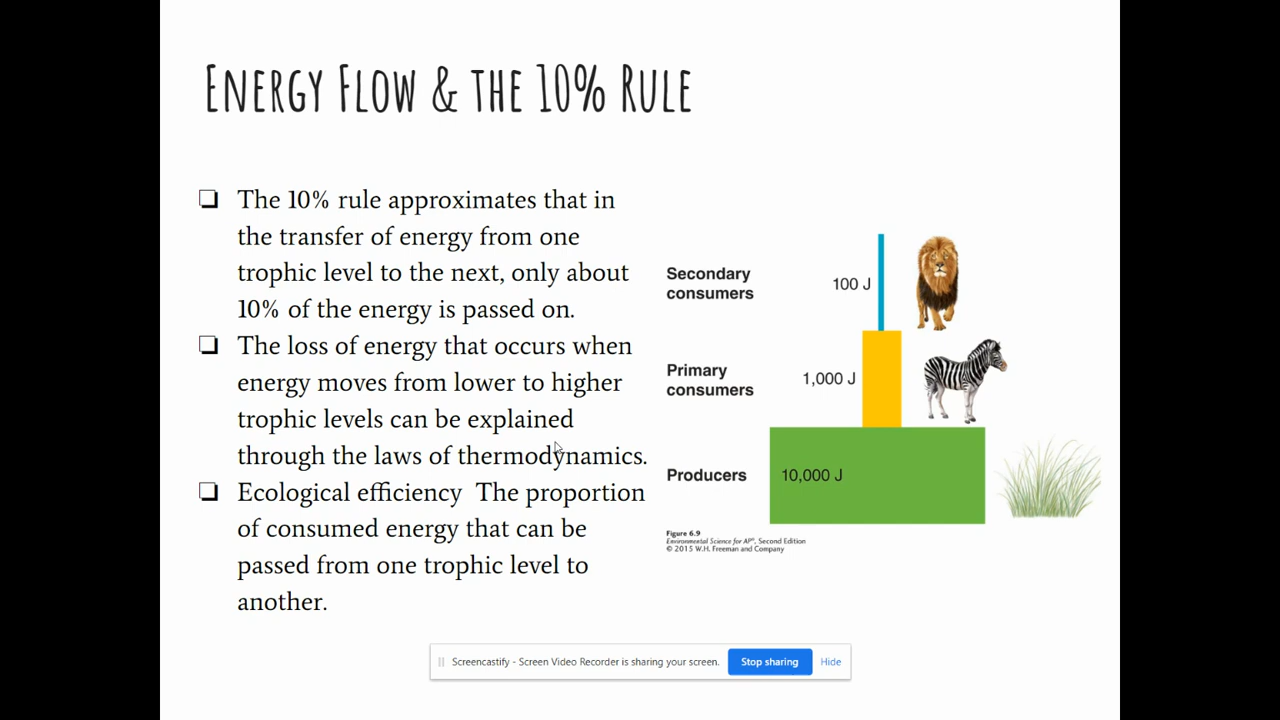 ENERGY FLOW & THE 10% RULE
The 10% rule approximates that in
the transfer of energy from one
trophic level to the next, only about
10% of the energy is passed on.
The loss of energy that occurs when
energy moves from lower to higher
trophic levels can be explained
through the laws of thermodynamics.
Ecological efficiency The proportion
of consumed energy that can be
passed from one trophic level to
another.
Secondary
consumers
100 J
Primary
consumers
1,000 J
Producers
10,000 J
Figure 6.9
Environmental Science for AP®, Second Edition
© 2015 W.H. Freeman and Company
Screencastify - Screen Video Recorder is sharing your screen.
Stop sharing
Hide